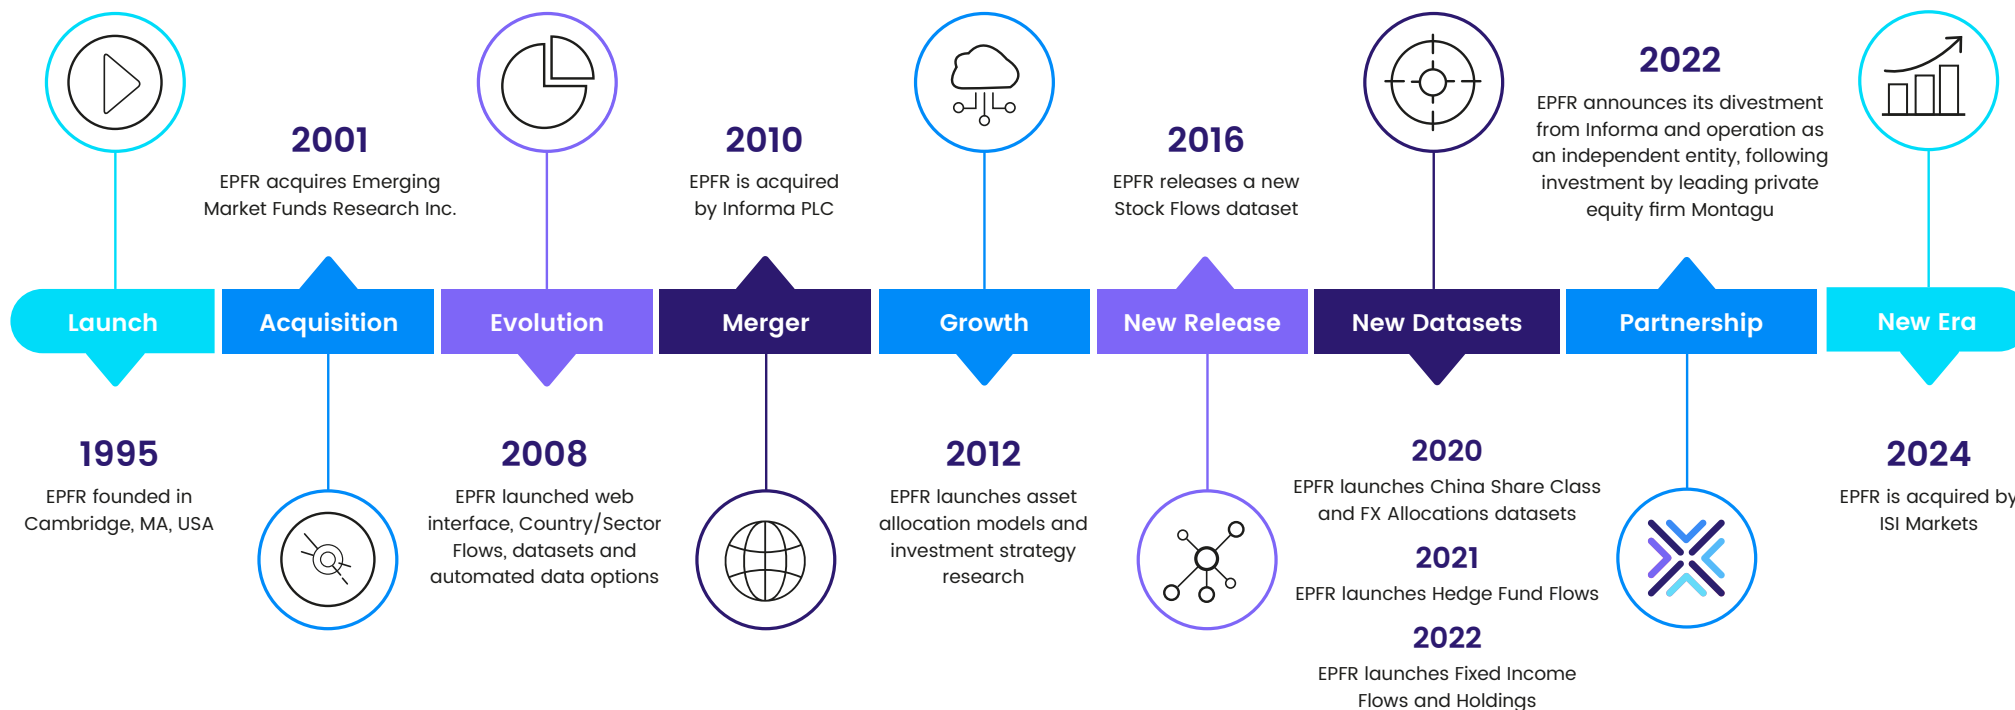 Launch
1995
EPFR founded in
Cambridge, MA, USA
2001
EPFR acquires Emerging
Market Funds Research Inc.
Acquisition
Evolution
2008
EPFR launched web
interface, Country/Sector
Flows, datasets and
automated data options
2010
EPFR is acquired
by Informa PLC
Merger
Growth
2012
EPFR launches asset
allocation models and
investment strategy
research
2016
EPFR releases a new
Stock Flows dataset
New Release
New Datasets
2020
EPFR launches China Share Class
and FX Allocations datasets
2021
EPFR launches Hedge Fund Flows
2022
EPFR launches Fixed Income
Flows and Holdings
2022
EPFR announces its divestment
from Informa and operation as
an independent entity, following
investment by leading private
equity firm Montagu
Partnership
New Era
2024
EPFR is acquired by
ISI Markets